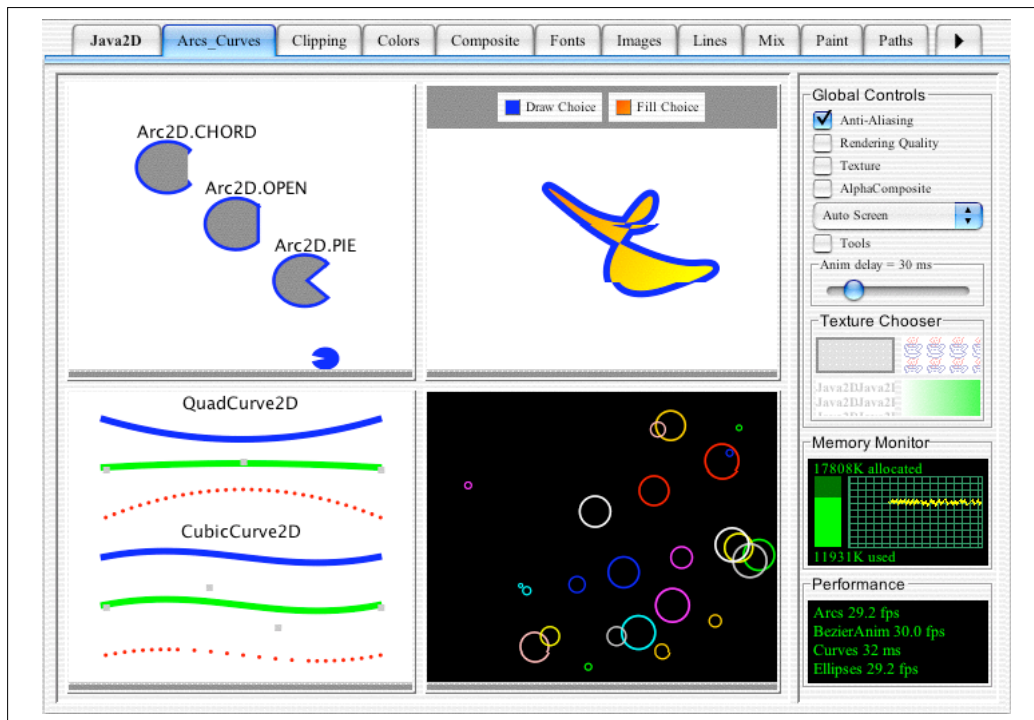 Java2D
Arcs_Curves
Clipping
Colors
Composite
Fonts
Images
Lines
Mix
Paint
Paths
Arc2D.CHORD
Arc2D.OPEN
Arc2D.PIE
Draw Choice
Fill Choice
QuadCurve2D
CubicCurve2D
Global Controls
Anti-Aliasing
Rendering Quality
Texture
AlphaComposite
Auto Screen
Tools
Anim delay = 30 ms
Texture Chooser
Java2DJava2D
Java2DJava2D
Memory Monitor
17808K allocated
11931K used
Performance
Arcs 29.2 fps
BezierAnim 30.0 fps
Curves 32 ms
Ellipses 29.2 fps